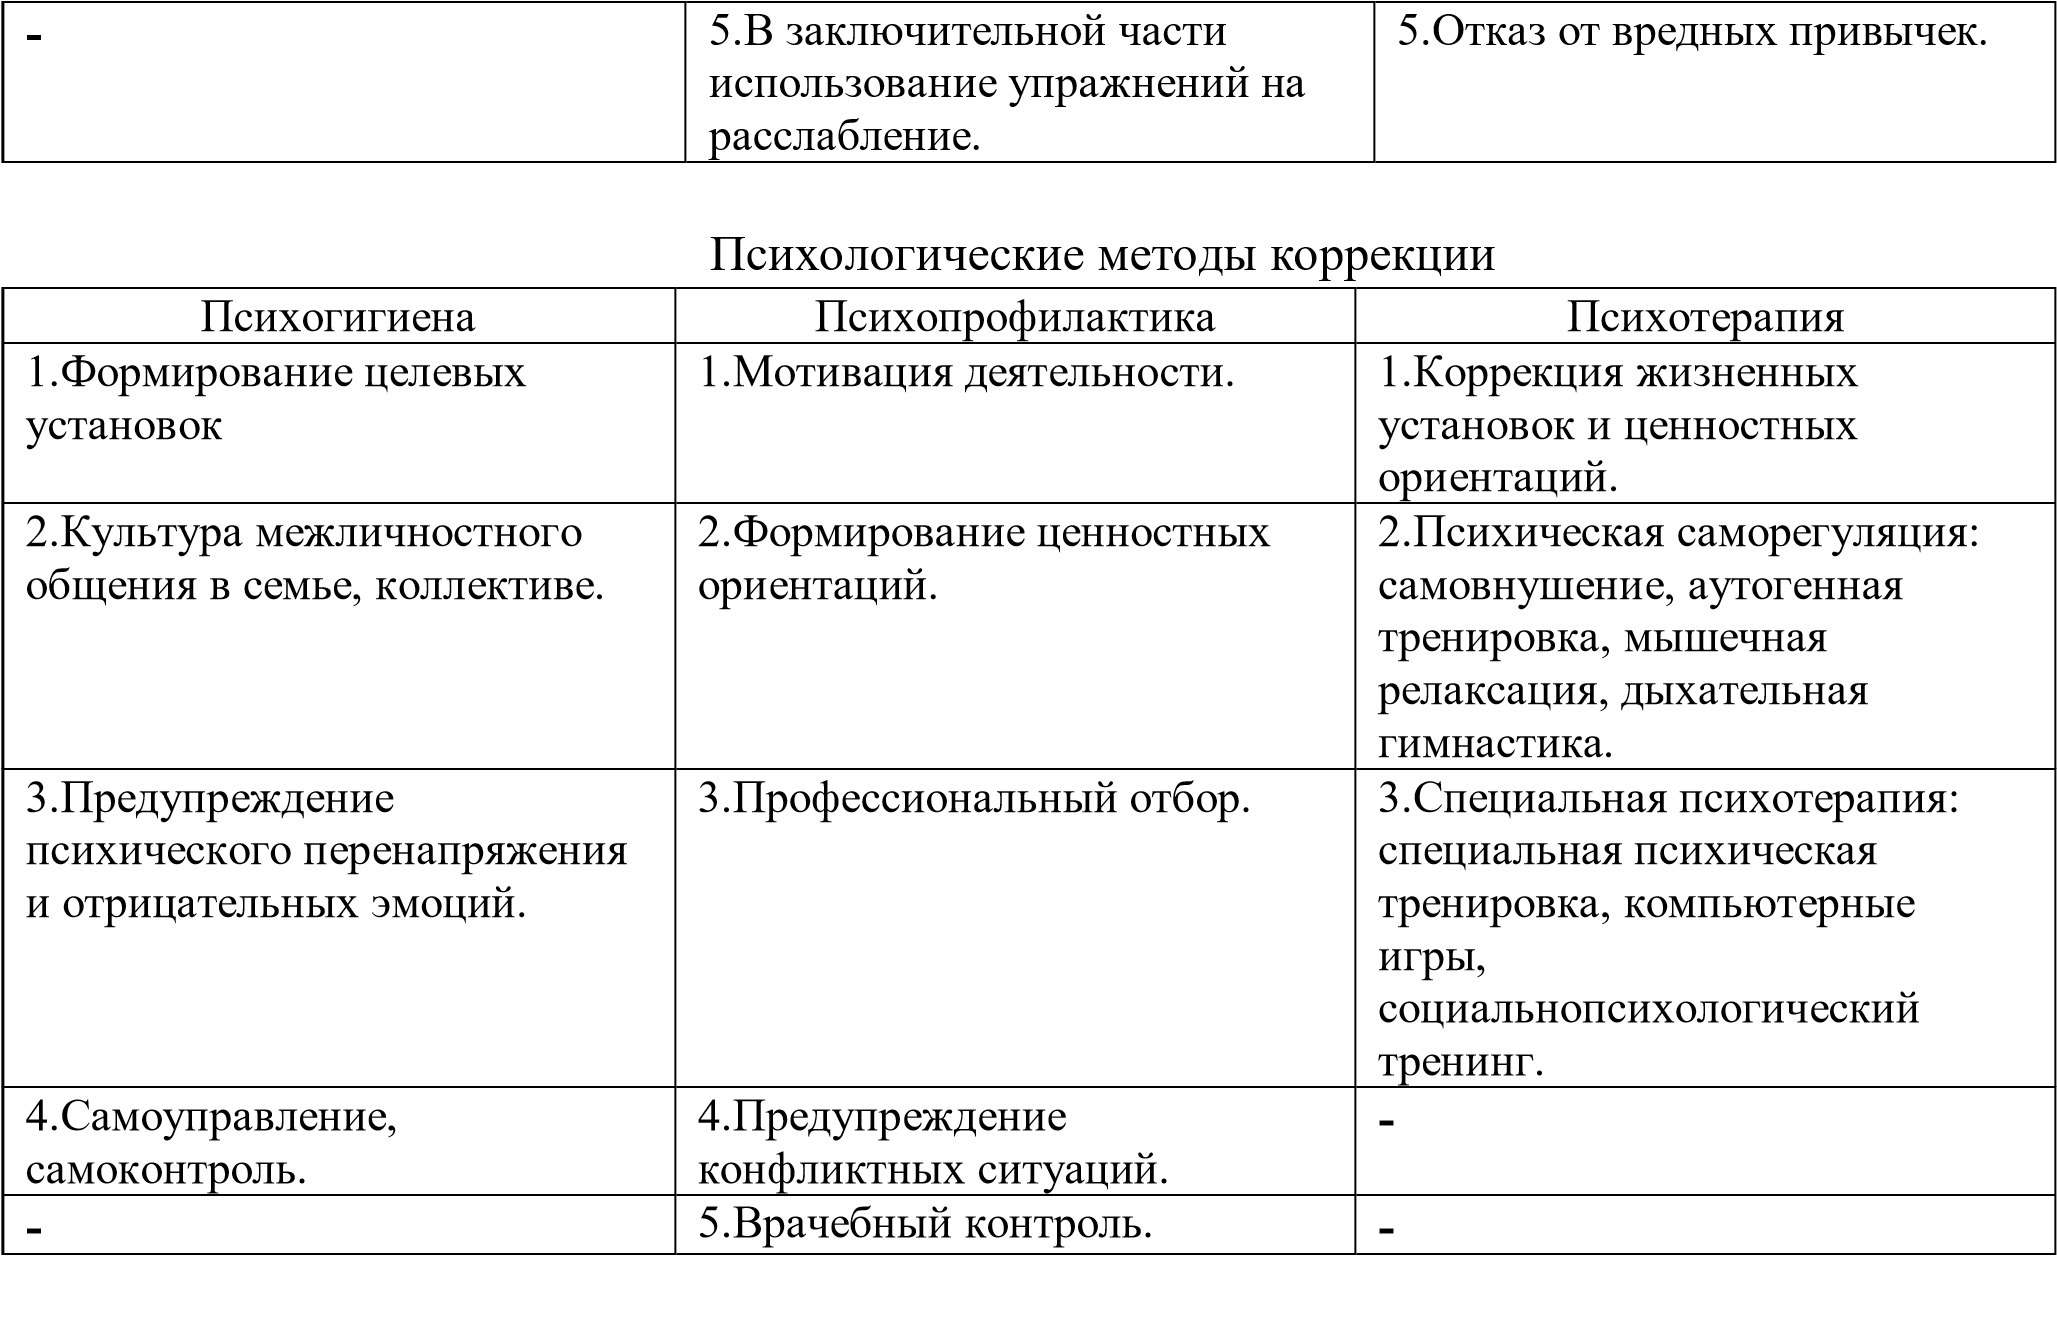 -
5.В заключительной части
использование упражнений на
расслабление.
5.Отказ от вредных привычек.
Психологические методы коррекции
Психогигиена
Психопрофилактика
Психотерапия
1.Формирование целевых
установок
1.Мотивация деятельности.
1.Коррекция жизненных
установок и ценностных
ориентаций.
2.Культура межличностного
общения в семье, коллективе.
2.Формирование ценностных
ориентаций.
2.Психическая саморегуляция:
самовнушение, аутогенная
тренировка, мышечная
релаксация, дыхательная
гимнастика.
3.Предупреждение
психического перенапряжения
и отрицательных эмоций.
3.Профессиональный отбор.
3.Специальная психотерапия:
специальная психическая
тренировка, компьютерные
игры,
социальнопсихологический
тренинг.
4.Самоуправление,
самоконтроль.
4.Предупреждение
конфликтных ситуаций.
-
-
5.Врачебный контроль.
-